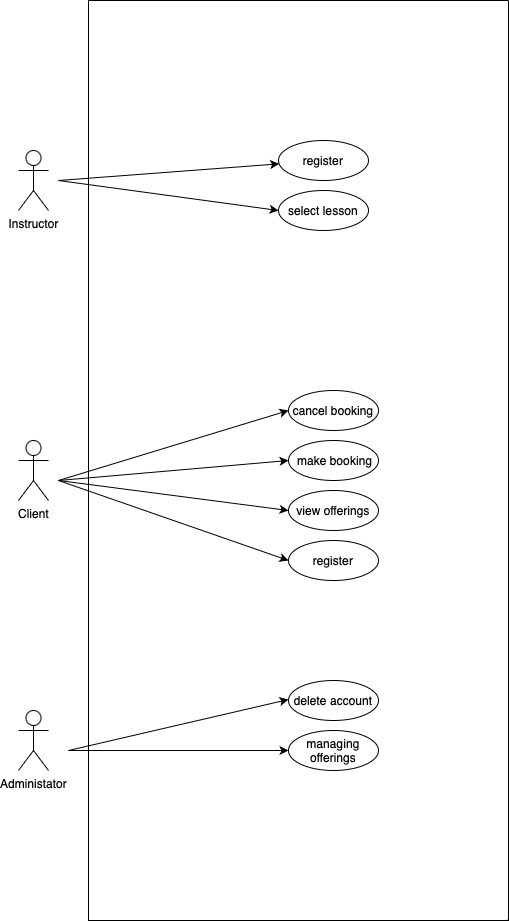 register
select lesson
Instructor
cancel booking
make booking
view offerings
register
Client
delete account
managing
offerings
Administator